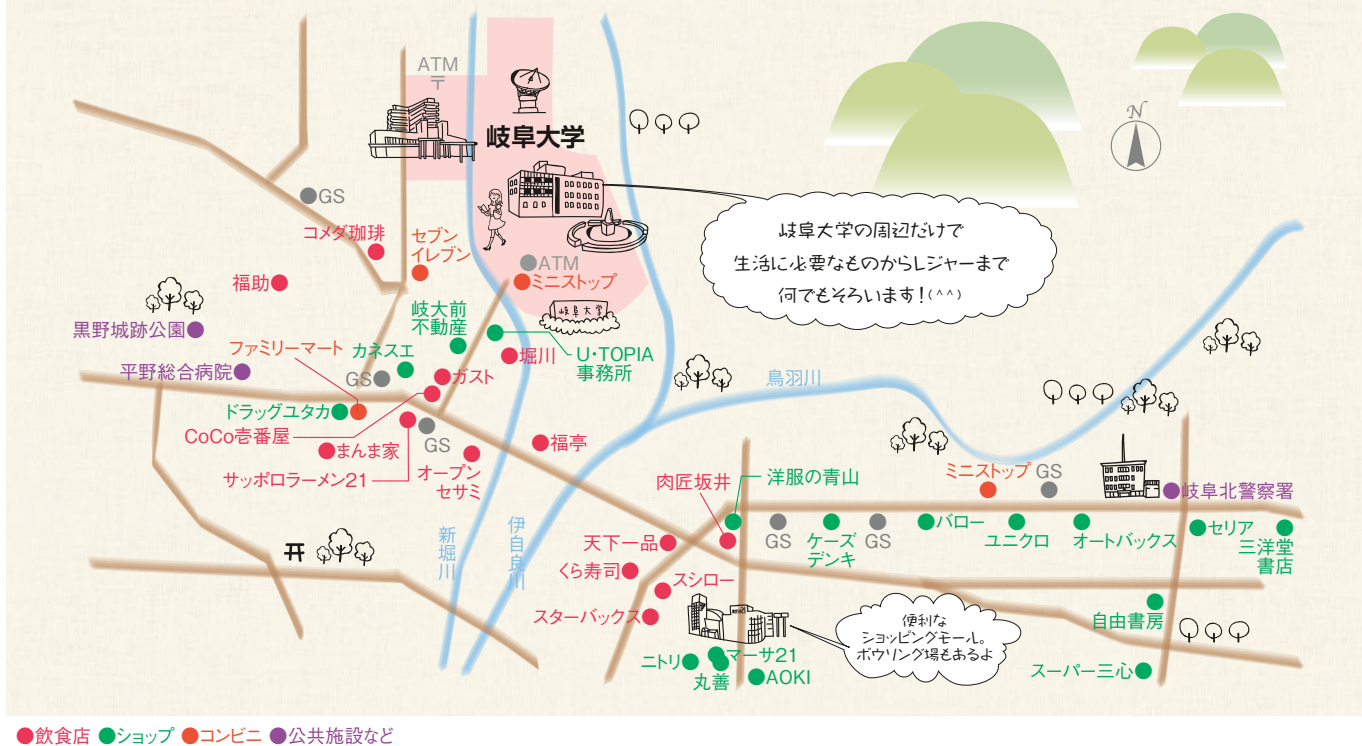 ATM
〒
岐阜大学
N
GS
コメダ珈琲
セブン
イレブン
福助
ATM
ミニストップ
岐阜大学
岐阜大学の周辺だけで
生活に必要なものからレジャーまで
何でもそろいます!(^^)
黒野城跡公園
岐大前
不動産
ファミリーマート
カネスエ
堀川
U・TOPIA
事務所
平野総合病院
GS
ガスト
鳥羽川
ドラッグユタカ
CoCo壱番屋
GS
まんま家
福亭
サッポロラーメン21
オープン
セサミ
肉匠坂井
洋服の青山
ミニストップ
GS
岐阜北警察署
新堀川
伊自良川
天下一品
GS
ケーズ
デンキ
GS
バロー
ユニクロ
オートバックス
セリア
三洋堂
書店
くら寿司
スシロー
スターバックス
便利な
ショッピングモール。
ボウリング場もあるよ
自由書房
ニトリ
マーサ21
丸善
AOKI
スーパー三心
飲食店 ショップ コンビニ 公共施設など